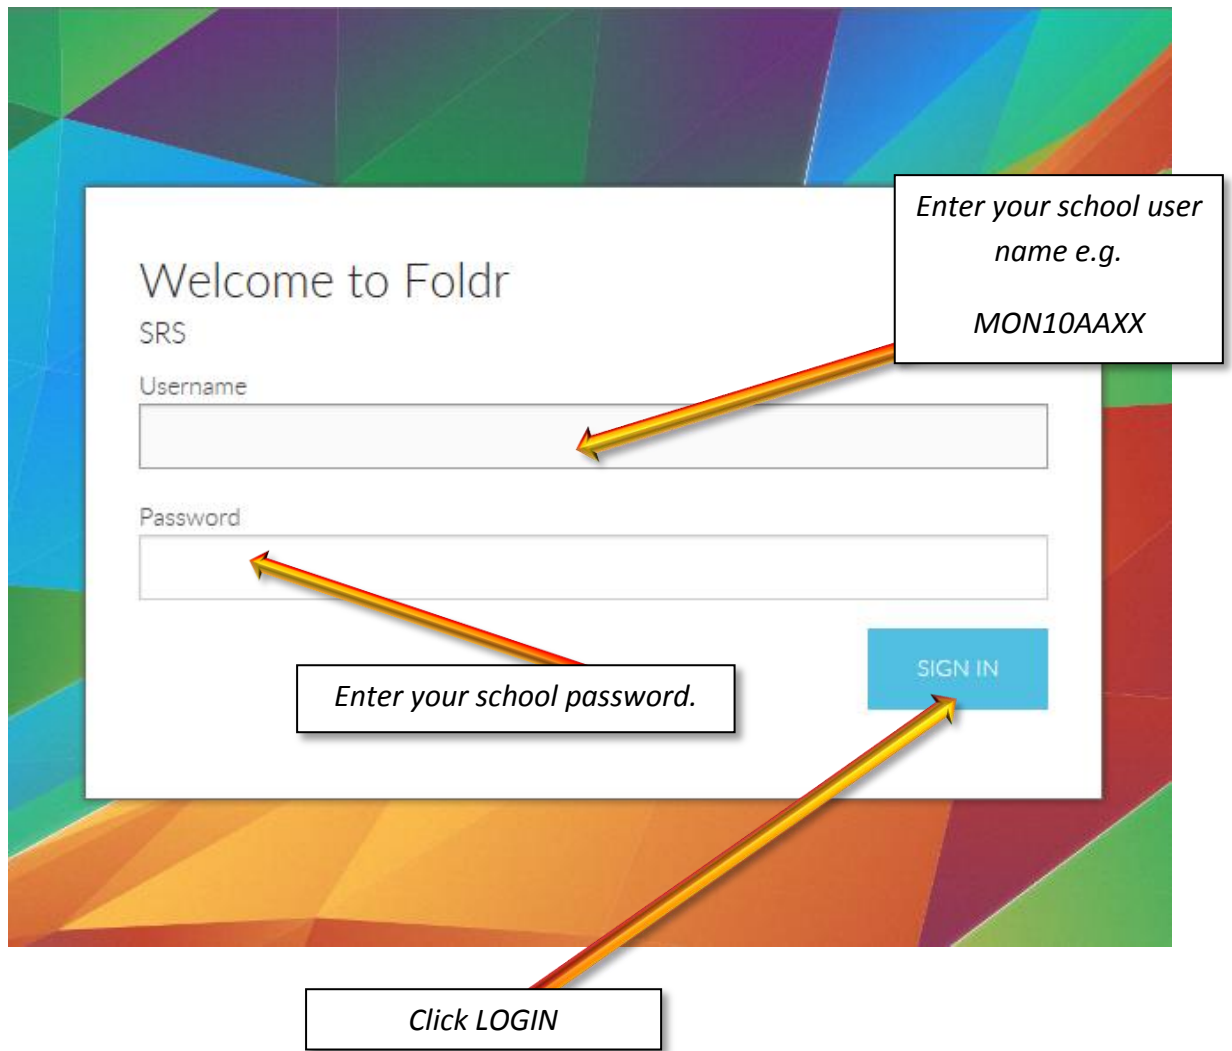 Enter your school user
name e.g.
MON10AAXX
Welcome to Foldr
SRS
Username
Password
SIGN IN
Enter your school password.
Click LOGIN